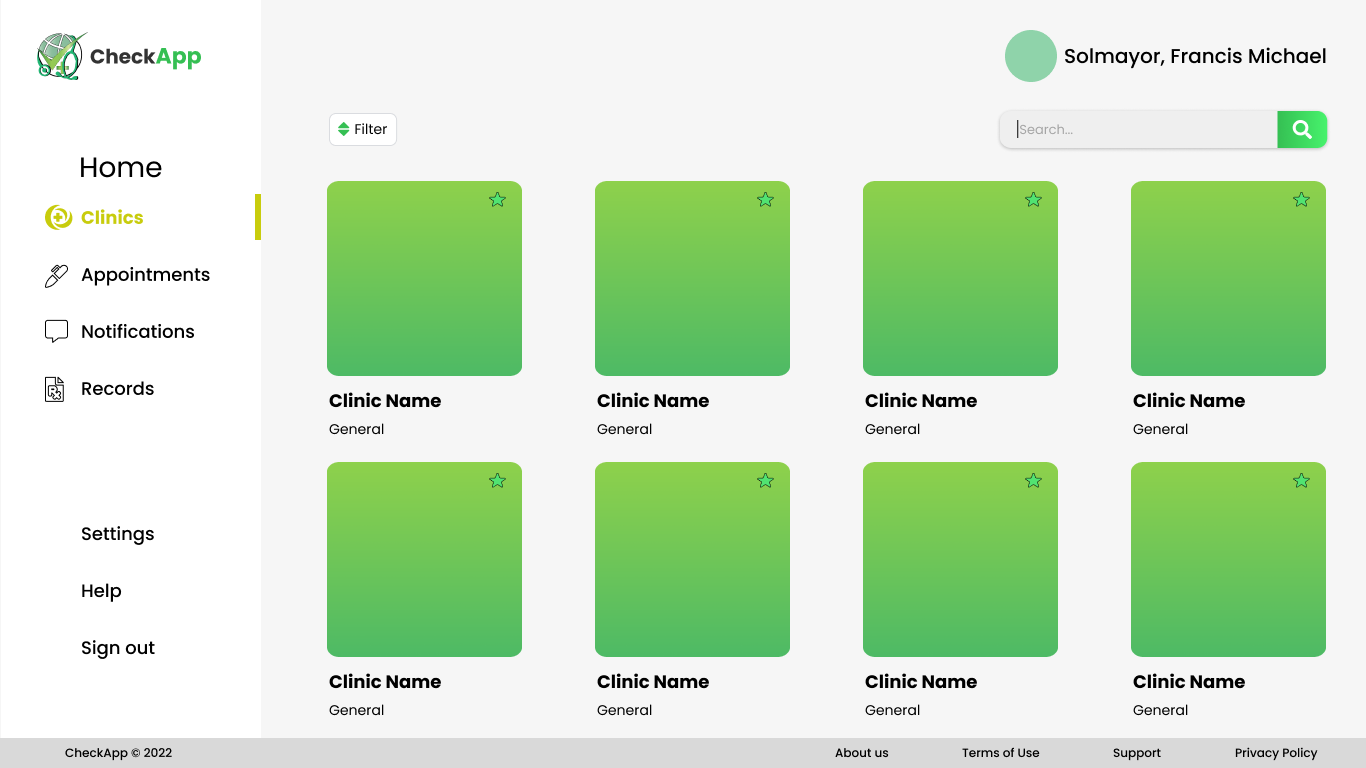 CheckApp
Solmayor, Francis Michael
Filter
Search...
Home
Clinics
Appointments
Notifications
Records
Settings
Help
Sign out
Clinic Name
General
Clinic Name
General
Clinic Name
General
Clinic Name
General
Clinic Name
General
Clinic Name
General
Clinic Name
General
Clinic Name
General
CheckApp © 2022
About us
Terms of Use
Support
Privacy Policy